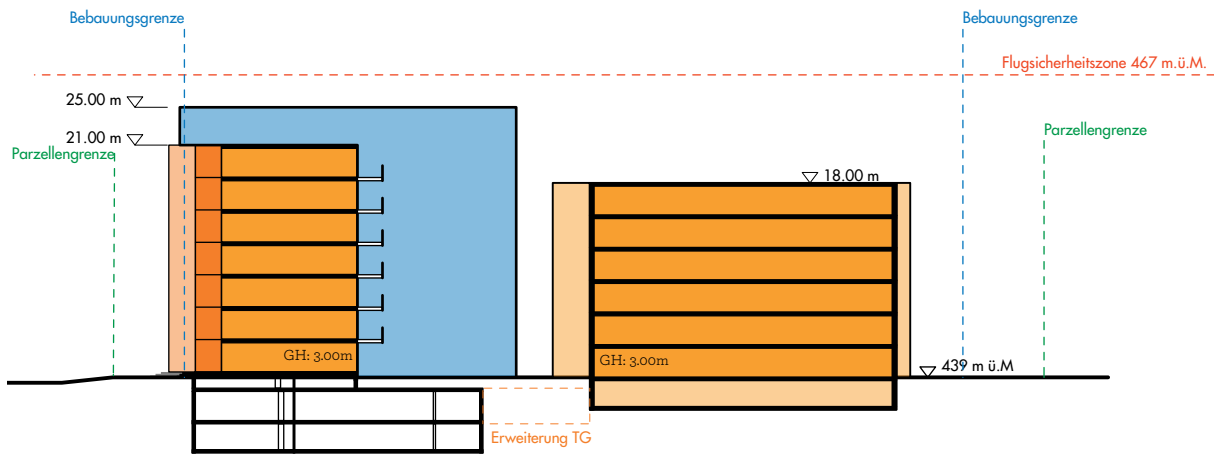 Bebauungsgrenze
Bebauungsgrenze
Flugsicherheitszone 467 m.ü.M.
25.00 m
21.00 m
Parzellengrenze
Parzellengrenze
18.00 m
GH: 3.00m
GH: 3.00m
439 m ü.M
Erweiterung TG